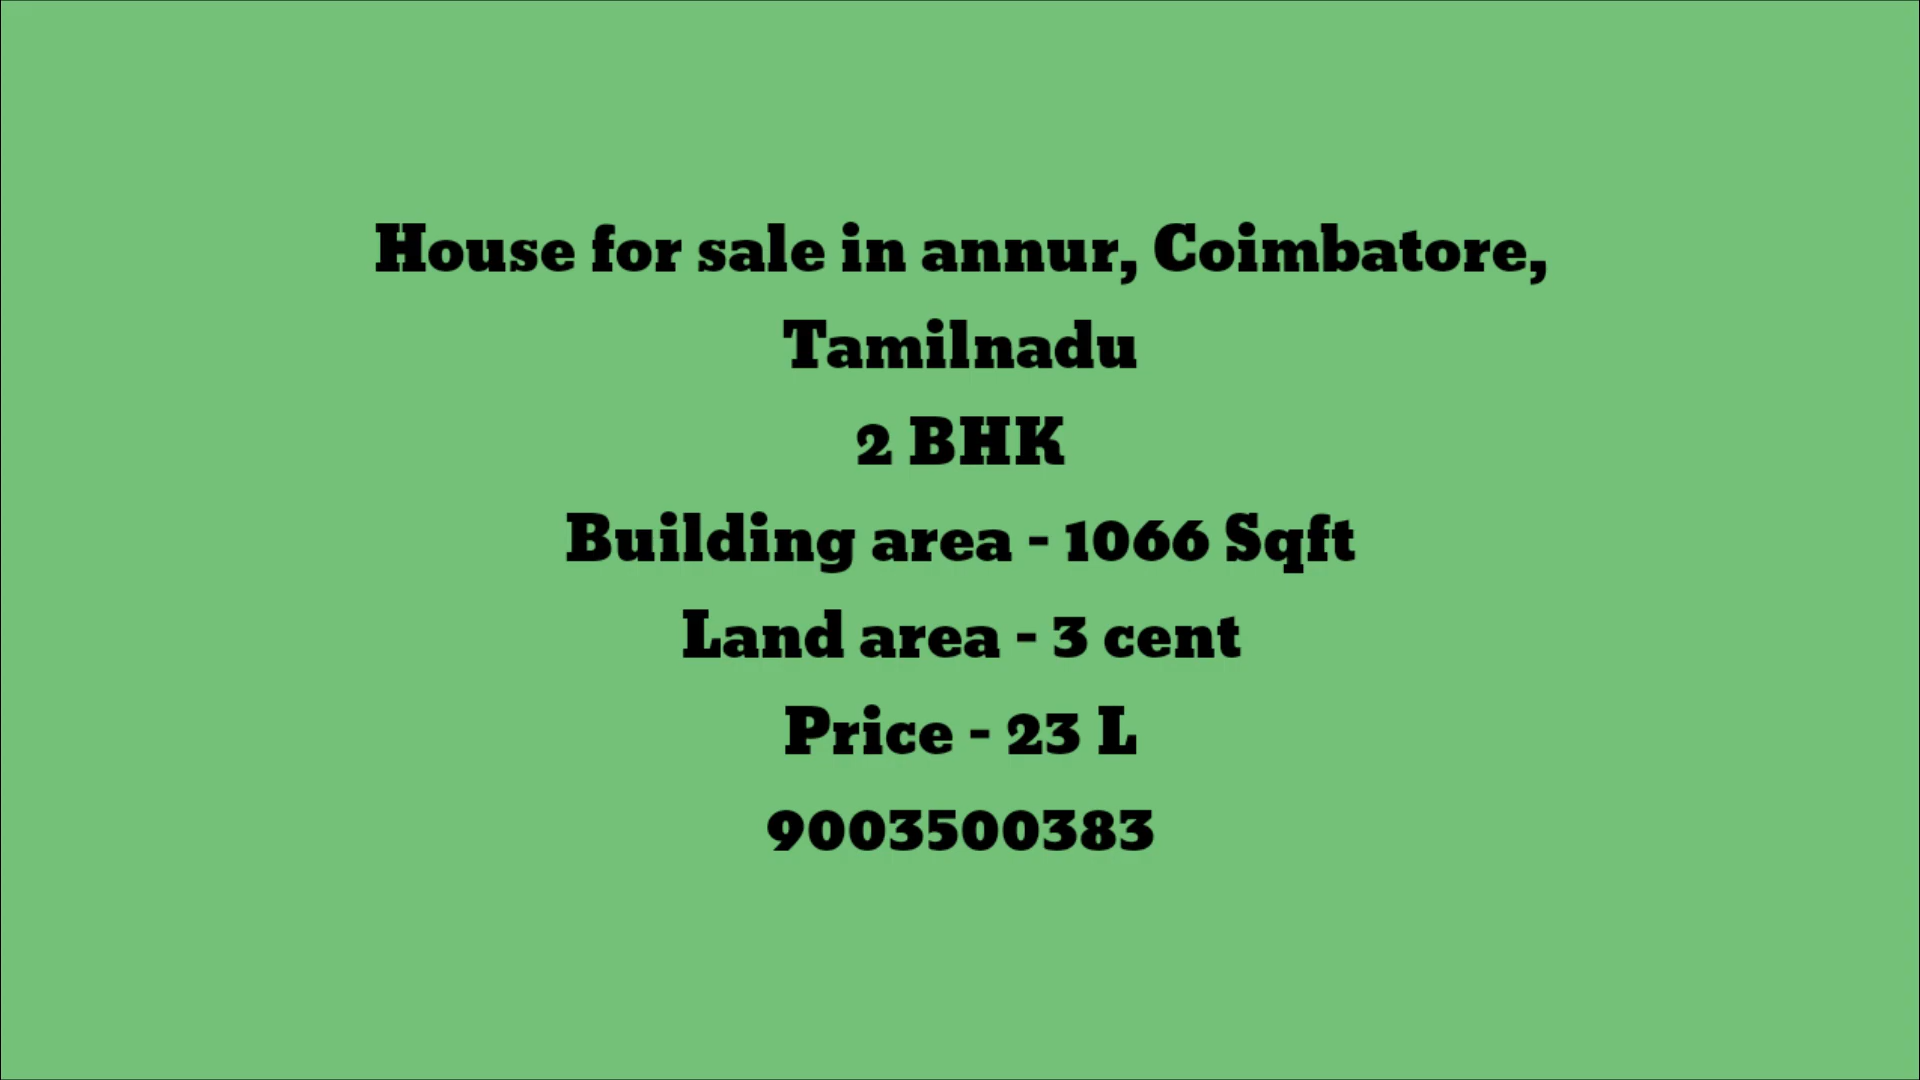 House for sale in annur, Coimbatore,
Tamilnadu
2 BHK
Building area - 1066 Sqft
Land area - 3 cent
Price - 23 L
9003500383